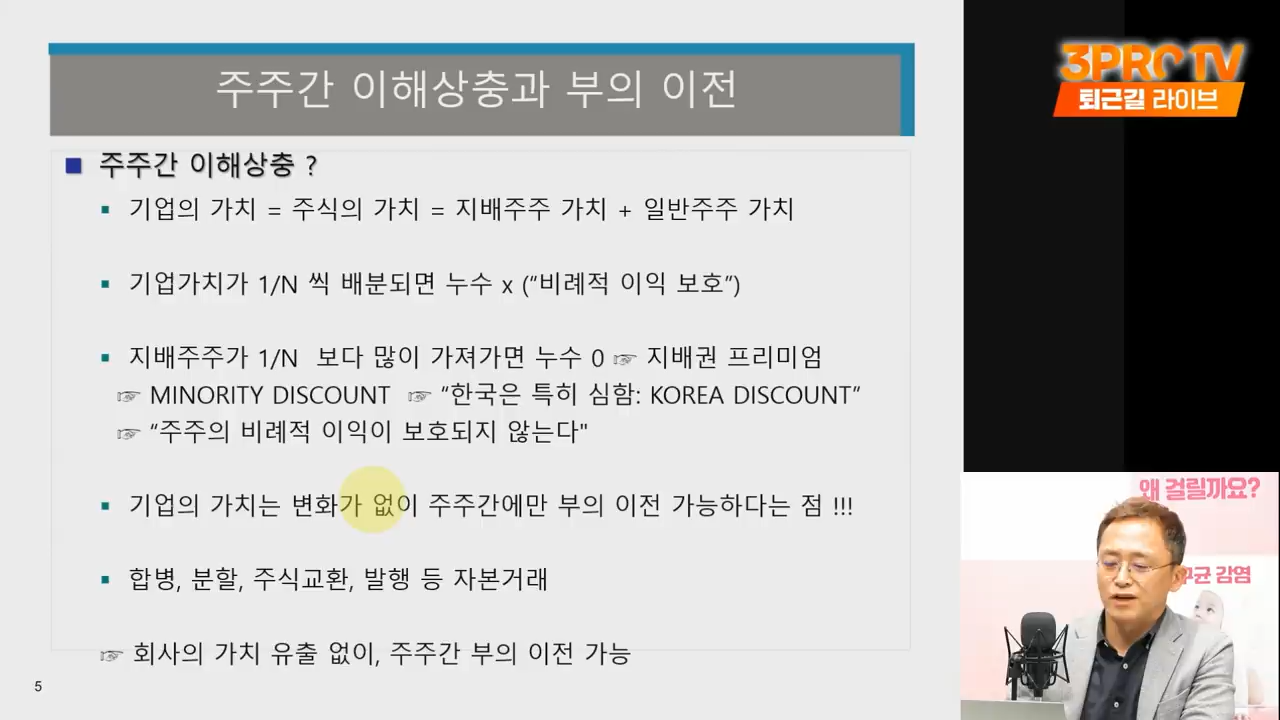 주주간 이해상충과 부의 이전
3PRO TV
퇴근길 라이브
■ 주주간 이해상충 ?
▪ 기업의 가치 = 주식의 가치 = 지배주주 가치 + 일반주주 가치
▪ 기업가치가 1/N 씩 배분되면 누수 x (“비례적 이익 보호”)
▪ 지배주주가 1/N 보다 많이 가져가면 누수 0 ☞ 지배권 프리미엄
☞ MINORITY DISCOUNT ☞ “한국은 특히 심함: KOREA DISCOUNT”
☞ “주주의 비례적 이익이 보호되지 않는다"
▪ 기업의 가치는 변화가 없이 주주간에만 부의 이전 가능하다는 점 !!!
▪ 합병, 분할, 주식교환, 발행 등 자본거래
☞ 회사의 가치 유출 없이, 주주간 부의 이전 가능
5
왜 걸릴까요?
감염